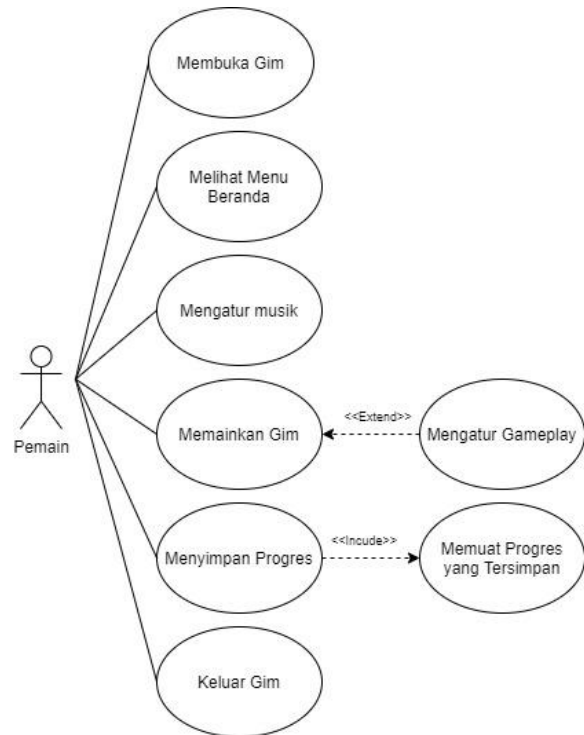 Membuka Gim
Melihat Menu
Beranda
Mengatur musik
Pemain
Memainkan Gim
<<Extend>>
Mengatur Gameplay
Menyimpan Progres
<<Incude>>
Memuat Progres
yang Tersimpan
Keluar Gim